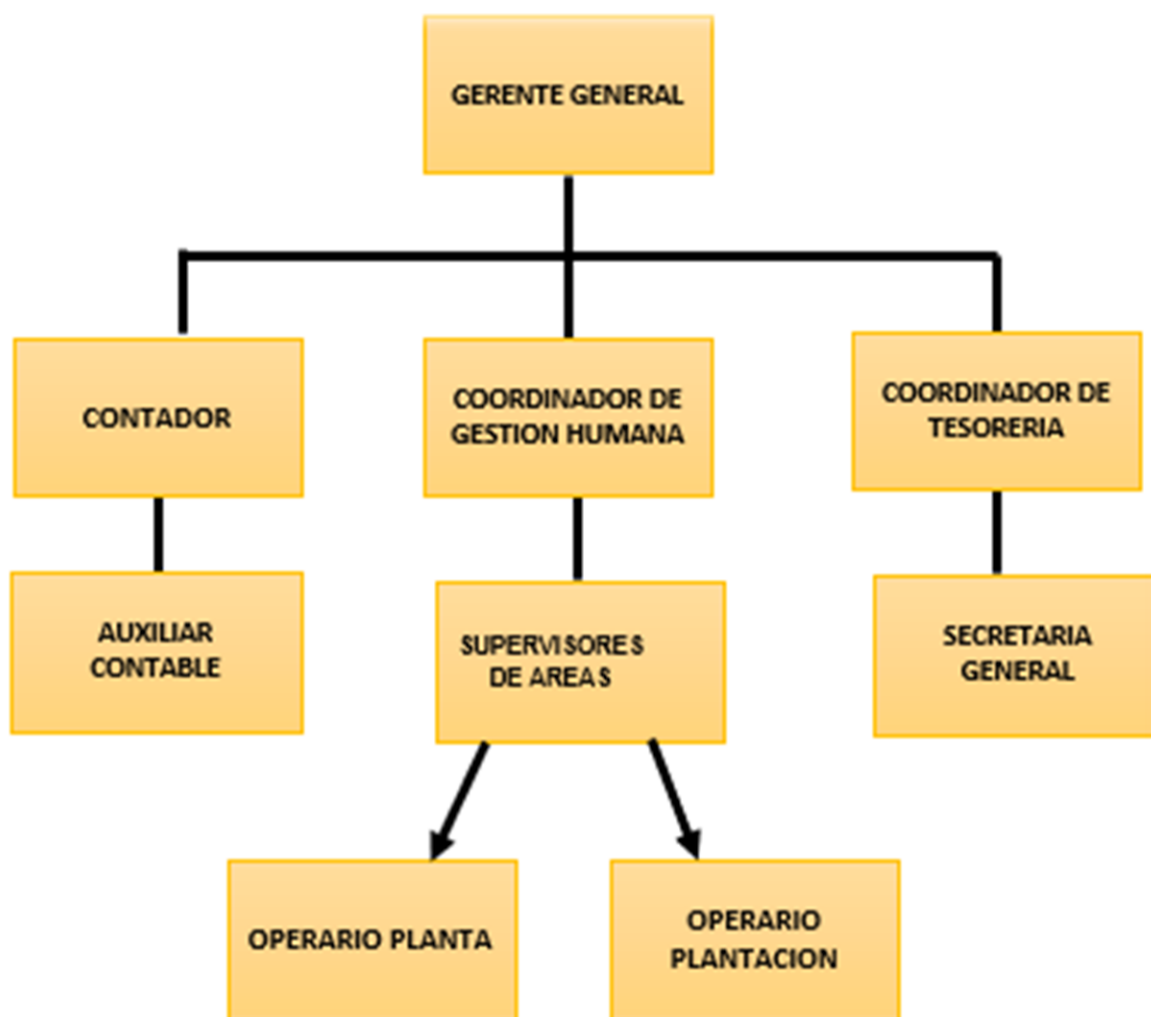 GERENTE GENERAL
CONTADOR
COORDINADOR DE
GESTION HUMANA
COORDINADOR DE
TESORERIA
AUXILIAR
CONTABLE
SUPERVISORES
DE AREAS
SECRETARIA
GENERAL
OPERARIO PLANTA
OPERARIO
PLANTACION